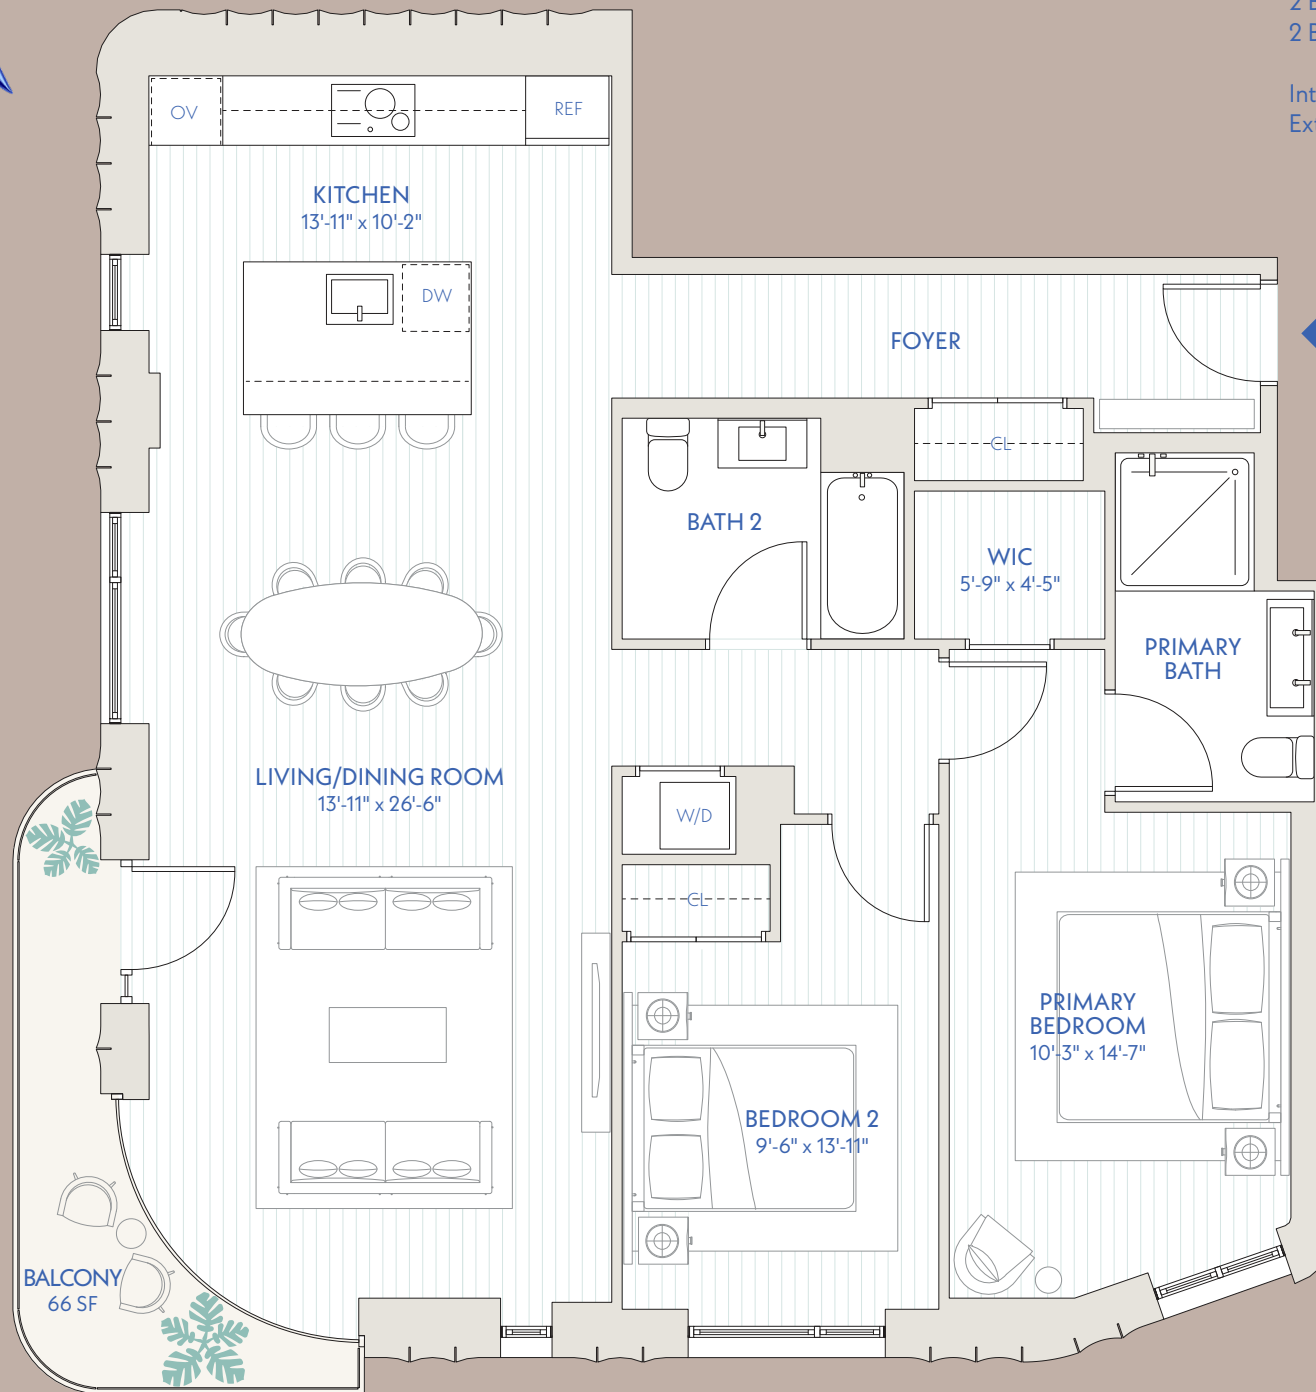 2 B
2 B
Int
Ext
OV
REF
KITCHEN
13'-11" x 10'-2"
DW
FOYER
CL
BATH 2
WIC
5'-9" x 4'-5"
PRIMARY
BATH
LIVING/DINING ROOM
13'-11" x 26'-6"
W/D
CL
PRIMARY
BEDROOM
10'-3" x 14'-7"
BEDROOM 2
9'-6" x 13'-11"
BALCONY
66 SF